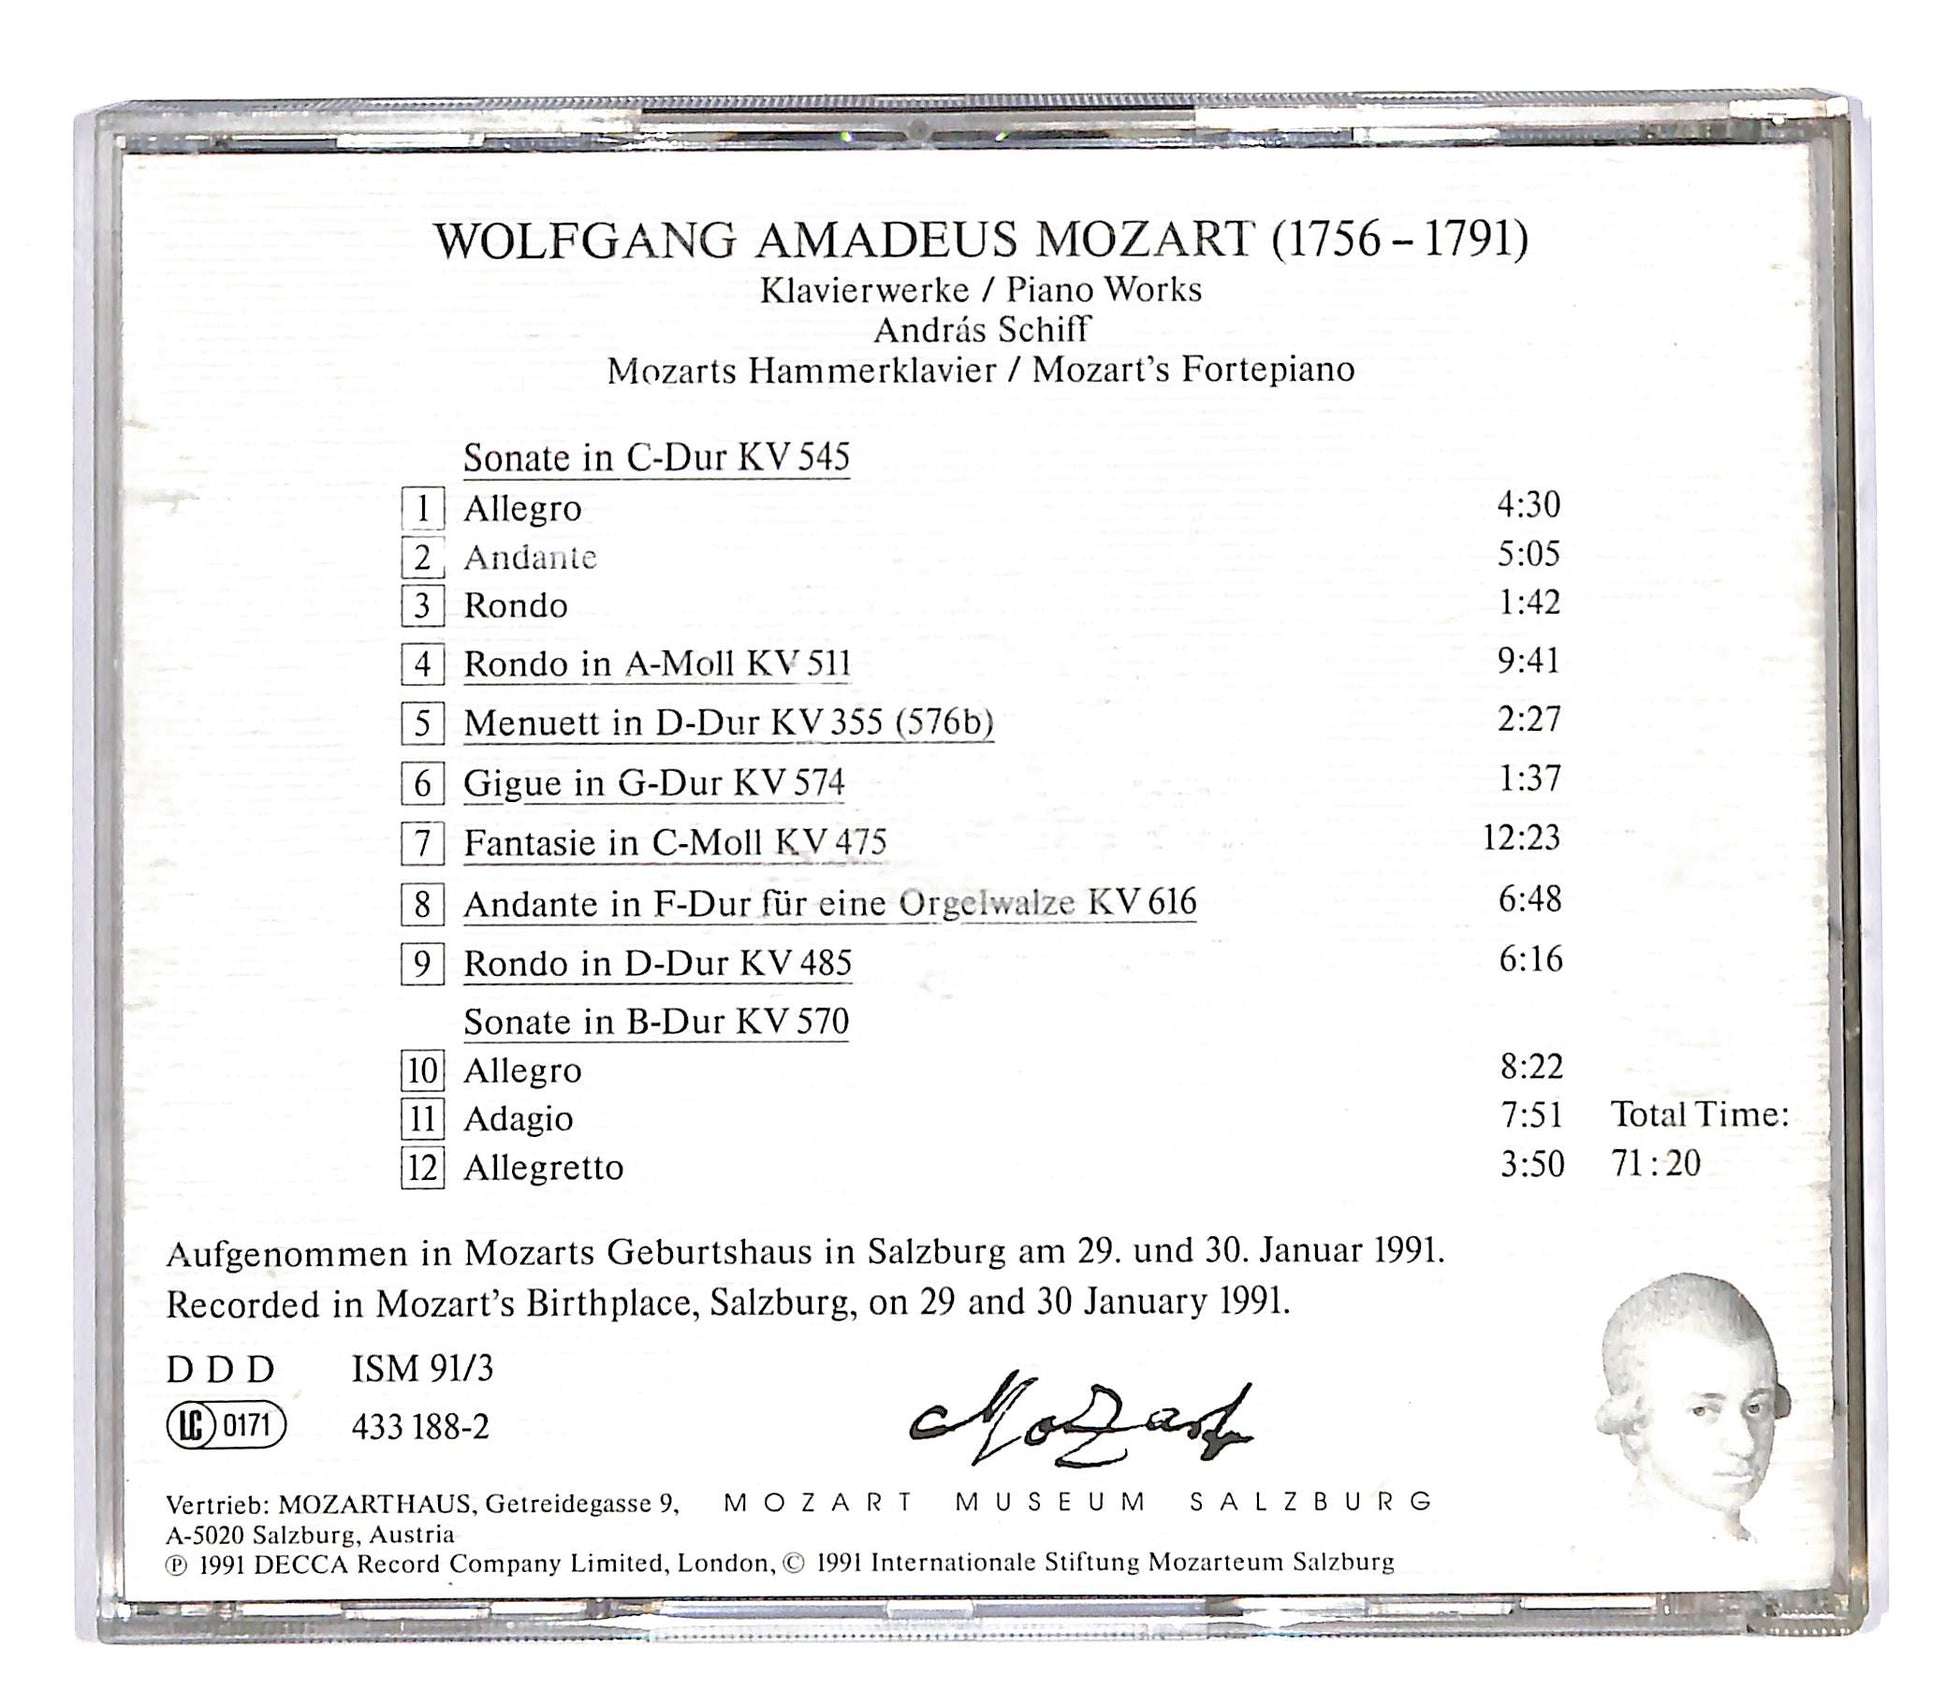 WOLFGANG AMADEUS MOZART (1756 – 1791)
Klavierwerke / Piano Works
András Schiff
Mozarts Hammerklavier / Mozart's Fortepiano
Sonate in C-Dur KV 545
1 Allegro 4:30
2 Andante 5:05
3 Rondo 1:42
4 Rondo in A-Moll KV 511 9:41
5 Menuett in D-Dur KV 355 (576b) 2:27
6 Gigue in G-Dur KV 574 1:37
7 Fantasie in C-Moll KV 475 12:23
8 Andante in F-Dur für eine Orgelwalze KV 616 6:48
9 Rondo in D-Dur KV 485 6:16
Sonate in B-Dur KV 570
10 Allegro 8:22
11 Adagio 7:51 Total Time:
12 Allegretto 3:50 71 : 20
Aufgenommen in Mozarts Geburtshaus in Salzburg am 29. und 30. Januar 1991.
Recorded in Mozart's Birthplace, Salzburg, on 29 and 30 January 1991.
D D D ISM 91/3
LC 0171 433 188-2
Mozart
Vertrieb: MOZARTHAUS, Getreidegasse 9, MOZART MUSEUM SALZBURG
A-5020 Salzburg, Austria
℗ 1991 DECCA Record Company Limited, London, © 1991 Internationale Stiftung Mozarteum Salzburg